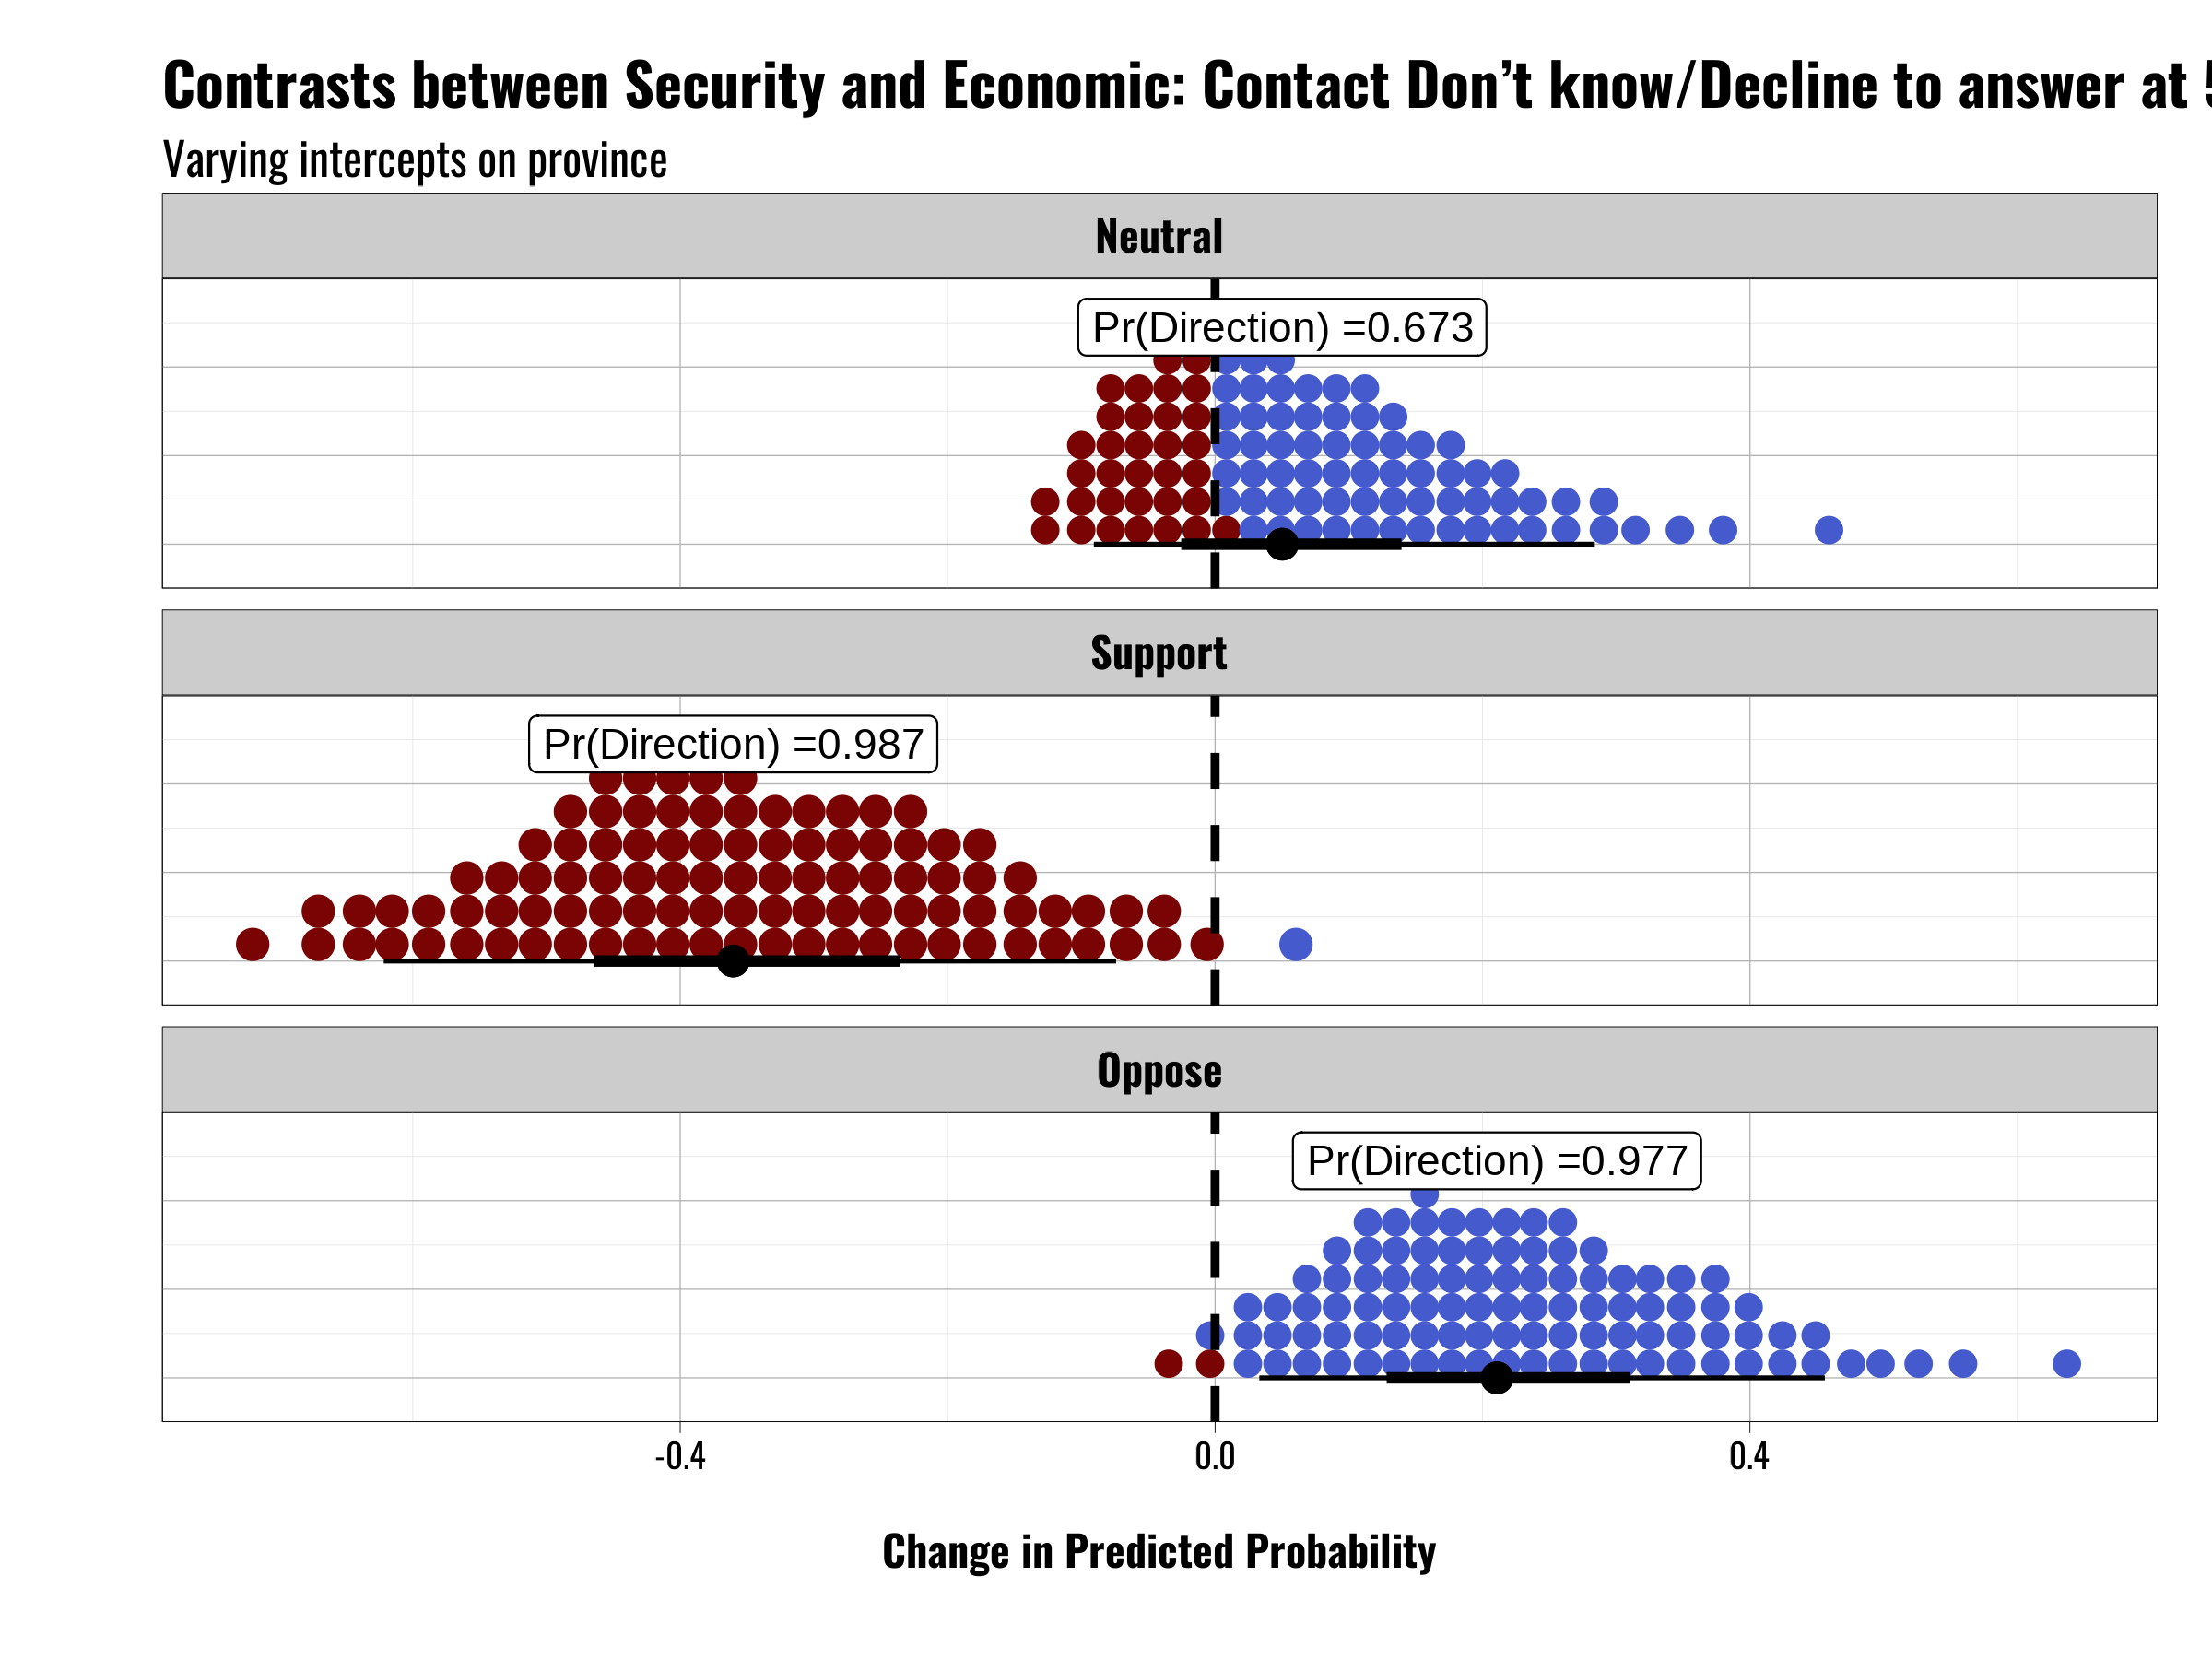 Contrasts between Security and Economic: Contact Don’t know/Decline to answer at
Varying intercepts on province
Neutral
Pr(Direction) =0.673
Support
Pr(Direction) =0.987
Oppose
Pr(Direction) =0.977
-0.4 0.0 0.4
Change in Predicted Probability